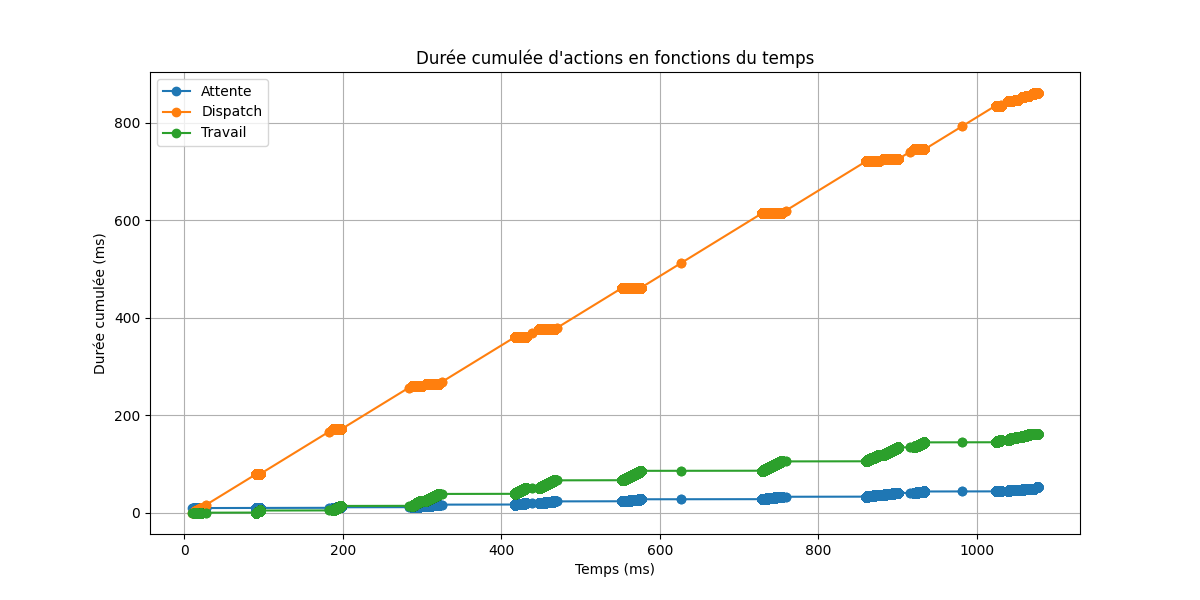 Durée cumulée d'actions en fonctions du temps
Attente
Dispatch
Travail
800
600
400
200
0
Durée cumulée (ms)
0 200 400 600 800 1000
Temps (ms)